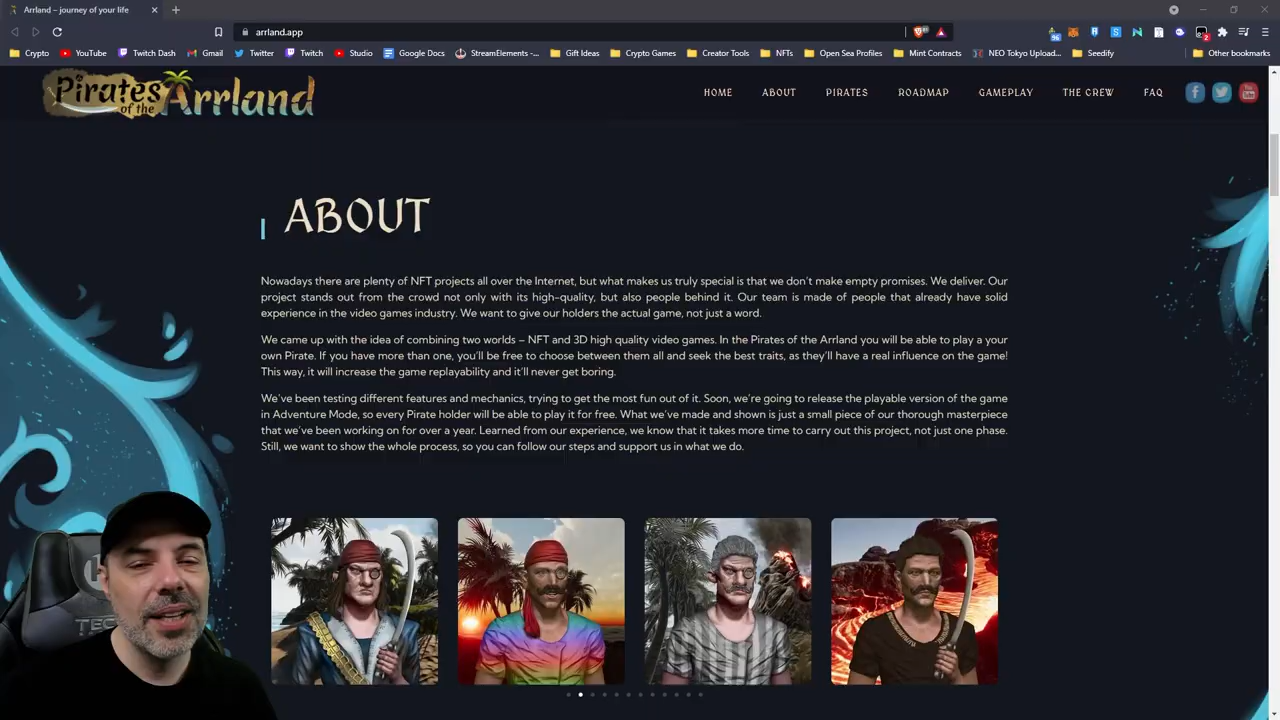 Arrland – journey of your life
arrland.app
Crypto
YouTube
Twitch Dash
Gmail
Twitter
Twitch
Studio
Google Docs
StreamElements -...
Gift Ideas
Crypto Games
Creator Tools
NFTs
Open Sea Profiles
Mint Contracts
NEO Tokyo Upload...
Seedify
Other bookmarks
Pirates
of the
Arrland
HOME
ABOUT
PIRATES
ROADMAP
GAMEPLAY
THE CREW
FAQ
ABOUT
Nowadays there are plenty of NFT projects all over the Internet, but what makes us truly special is that we don't make empty promises. We deliver. Our
project stands out from the crowd not only with its high-quality, but also people behind it. Our team is made of people that already have solid
experience in the video games industry. We want to give our holders the actual game, not just a word.
We came up with the idea of combining two worlds – NFT and 3D high quality video games. In the Pirates of the Arrland you will be able to play a your
own Pirate. If you have more than one, you'll be free to choose between them all and seek the best traits, as they'll have a real influence on the game!
This way, it will increase the game replayability and it'll never get boring.
We've been testing different features and mechanics, trying to get the most fun out of it. Soon, we're going to release the playable version of the game
in Adventure Mode, so every Pirate holder will be able to play it for free. What we've made and shown is just a small piece of our thorough masterpiece
that we've been working on for over a year. Learned from our experience, we know that it takes more time to carry out this project, not just one phase.
Still, we want to show the whole process, so you can follow our steps and support us in what we do.